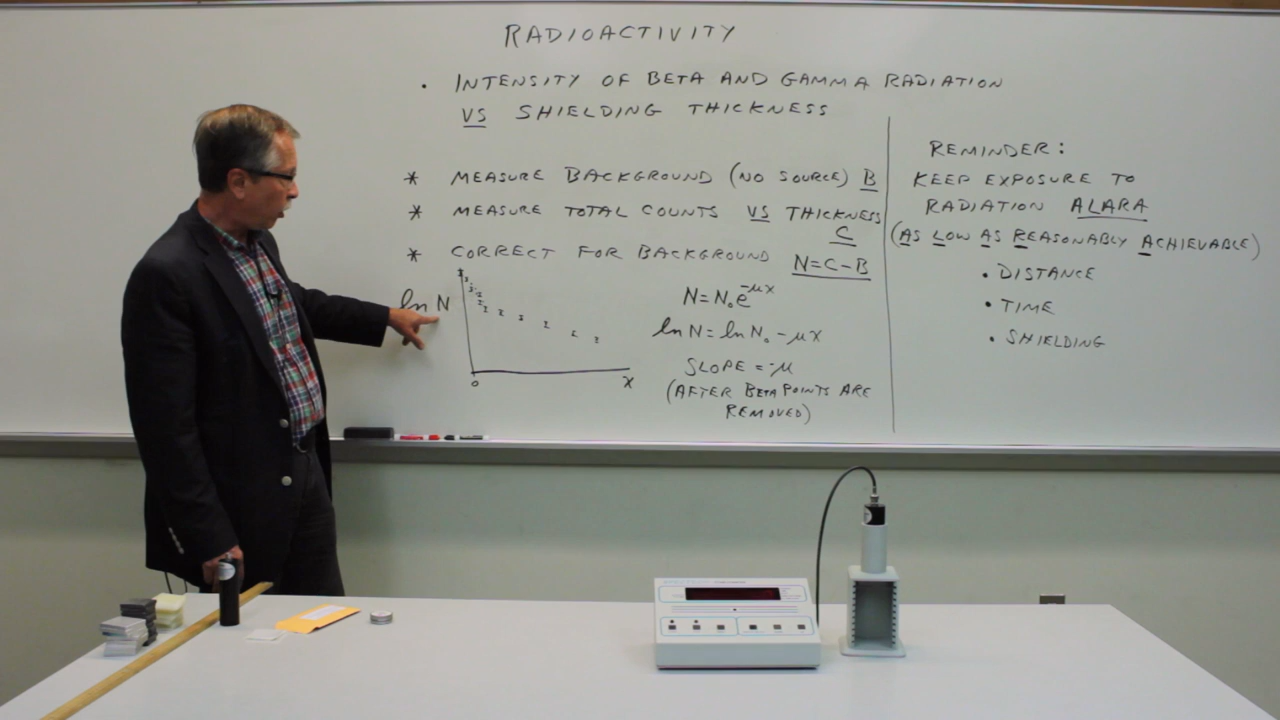 RADIOACTIVITY
. INTENSITY OF BETA AND GAMMA RADIATION
VS SHIELDING THICKNESS
* MEASURE BACKGROUND (NO SOURCE) B
* MEASURE TOTAL COUNTS VS THICKNESS
C
* CORRECT FOR BACKGROUND N=C-B
ln N
0
X
N=N₀e^-μx
ln N = ln N₀ - μx
SLOPE = -μ
(AFTER BETA POINTS ARE
REMOVED)
REMINDER:
KEEP EXPOSURE TO
RADIATION ALARA
(AS LOW AS REASONABLY ACHIEVABLE)
• DISTANCE
• TIME
• SHIELDING